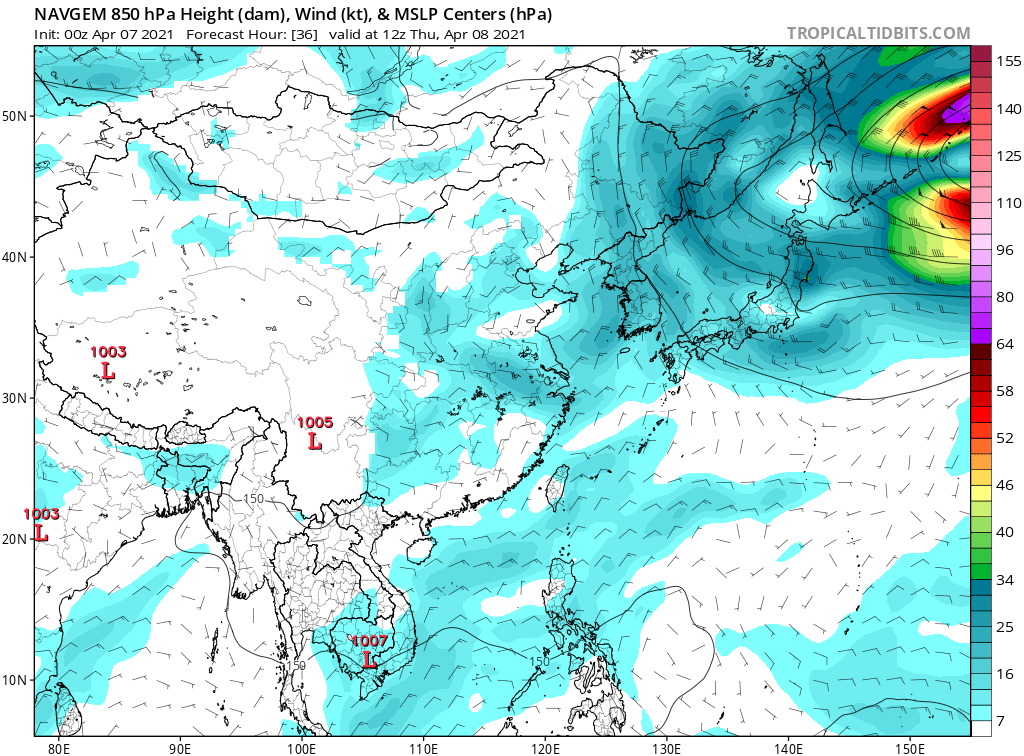 NAVGEM 850 hPa Height (dam), Wind (kt), & MSLP Centers (hPa)
Init: 00z Apr 07 2021 Forecast Hour: [36] valid at 12z Thu, Apr 08 2021
TROPICALTIDBITS.COM
155
50N
140
125
110
96
40N
80
64
1003
L
58
30N
1005
L
52
46
150
1003
L
20N
40
34
25
1007
L
150
150
10N
16
7
80E 90E 100E 110E 120E 130E 140E 150E